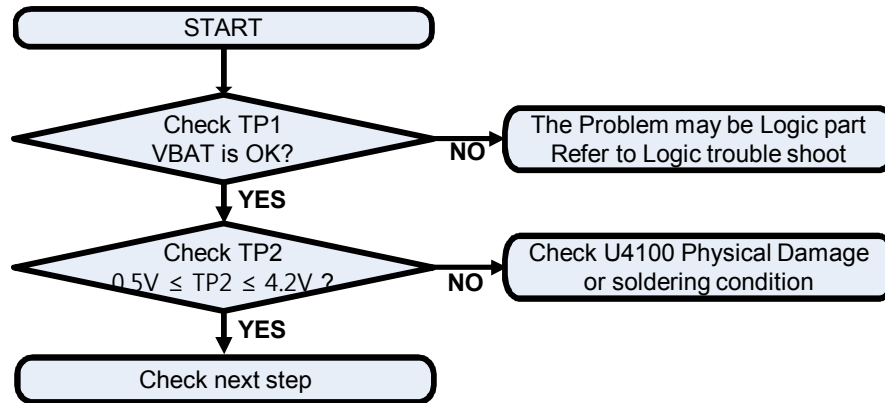 START
Check TP1
VBAT is OK?
NO
The Problem may be Logic part
Refer to Logic trouble shoot
YES
Check TP2
0.5V ≤ TP2 ≤ 4.2V ?
NO
Check U4100 Physical Damage
or soldering condition
YES
Check next step